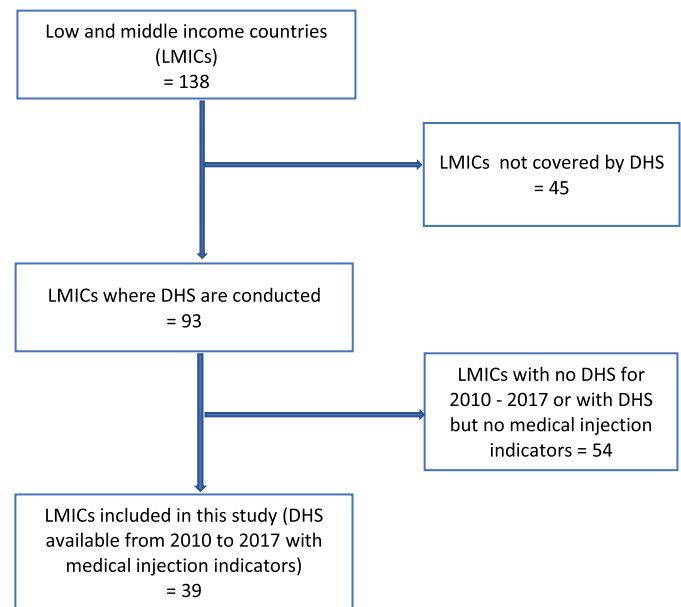 Low and middle income countries
(LMICs)
= 138
LMICs not covered by DHS
= 45
LMICs where DHS are conducted
= 93
LMICs with no DHS for
2010 - 2017 or with DHS
but no medical injection
indicators = 54
LMICs included in this study (DHS
available from 2010 to 2017 with
medical injection indicators)
= 39